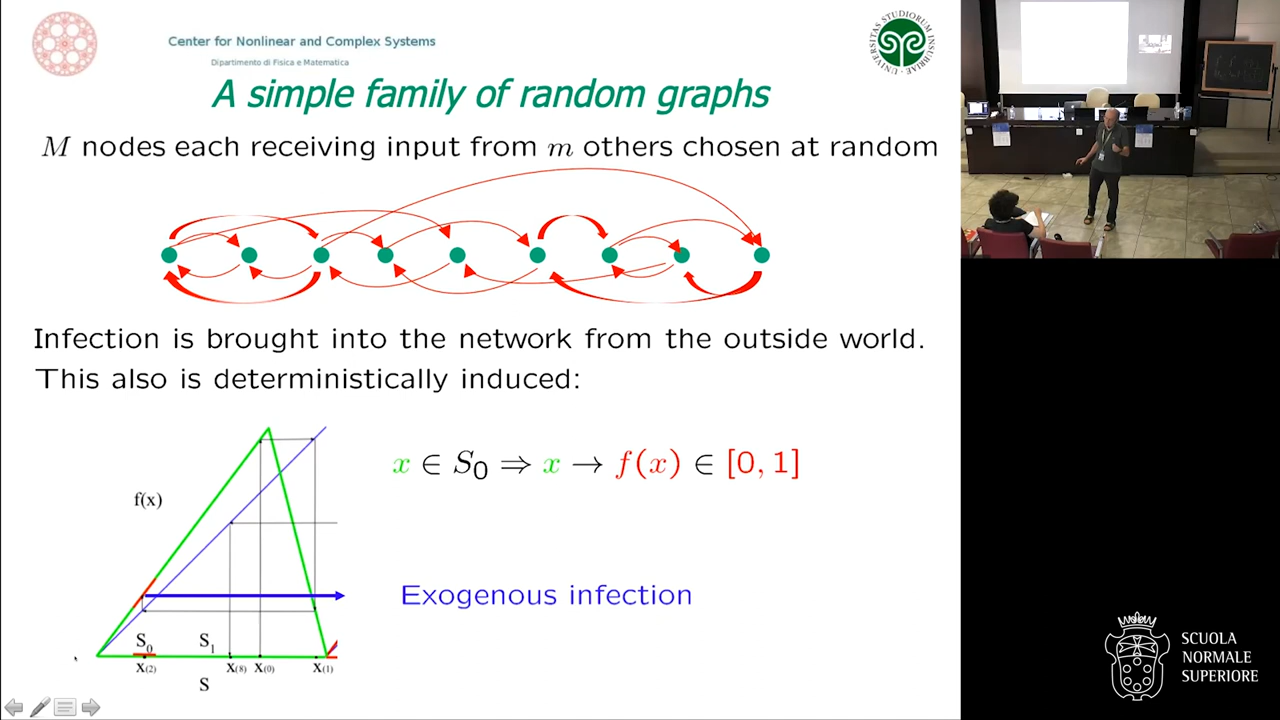 Center for Nonlinear and Complex Systems
Dipartimento di Fisica e Matematica
UNIVERSITAS STUDIORUM INSUBRIAE
A simple family of random graphs
M nodes each receiving input from m others chosen at random
Infection is brought into the network from the outside world.
This also is deterministically induced:
x ∈ S₀ ⇒ x → f(x) ∈ [0, 1]
f(x)
Exogenous infection
S₀ S₁
X(2) X(8) X(0) X(1)
S
SCUOLA
NORMALE
SUPERIORE